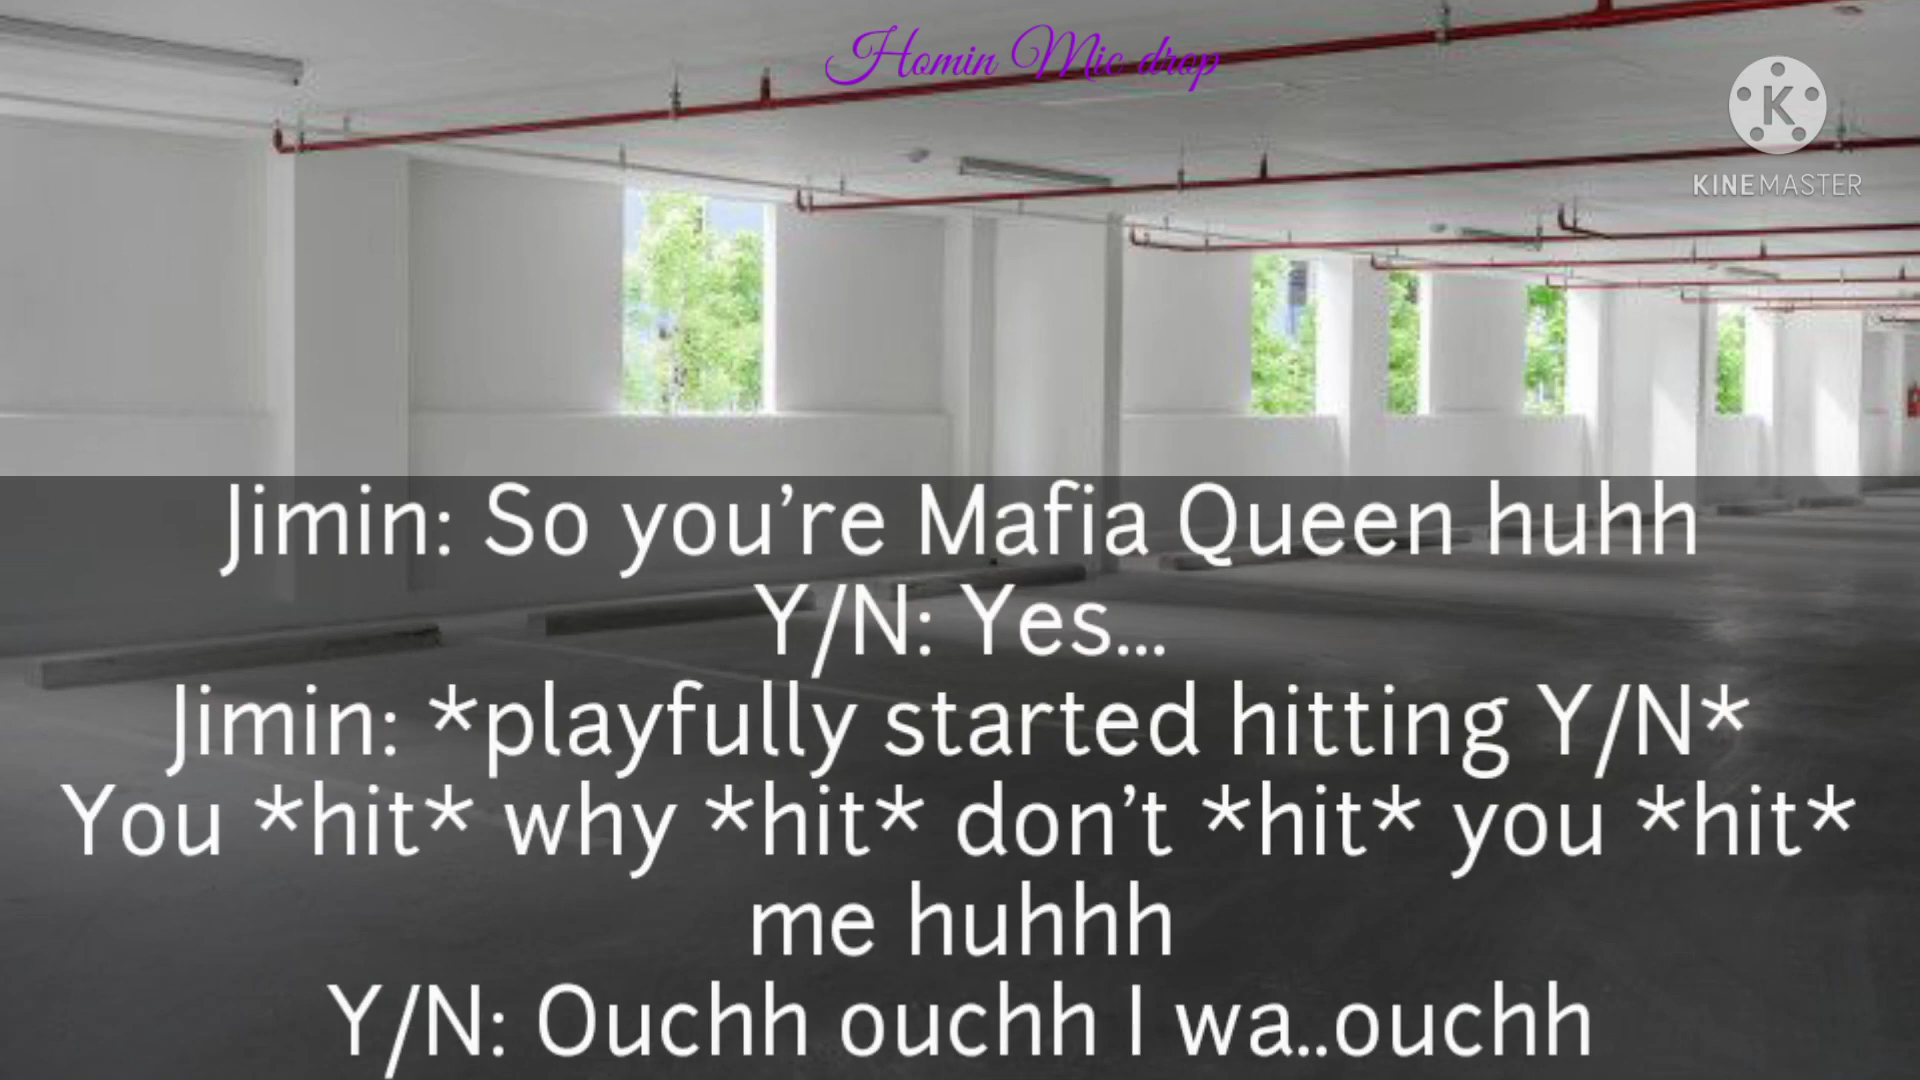 Homin Mic drop
K
KINEMASTER
Jimin: So you’re Mafia Queen huhh
Y/N: Yes...
Jimin: *playfully started hitting Y/N*
You *hit* why *hit* don’t *hit* you *hit*
me huhhh
Y/N: Ouchh ouchh I wa..ouchh